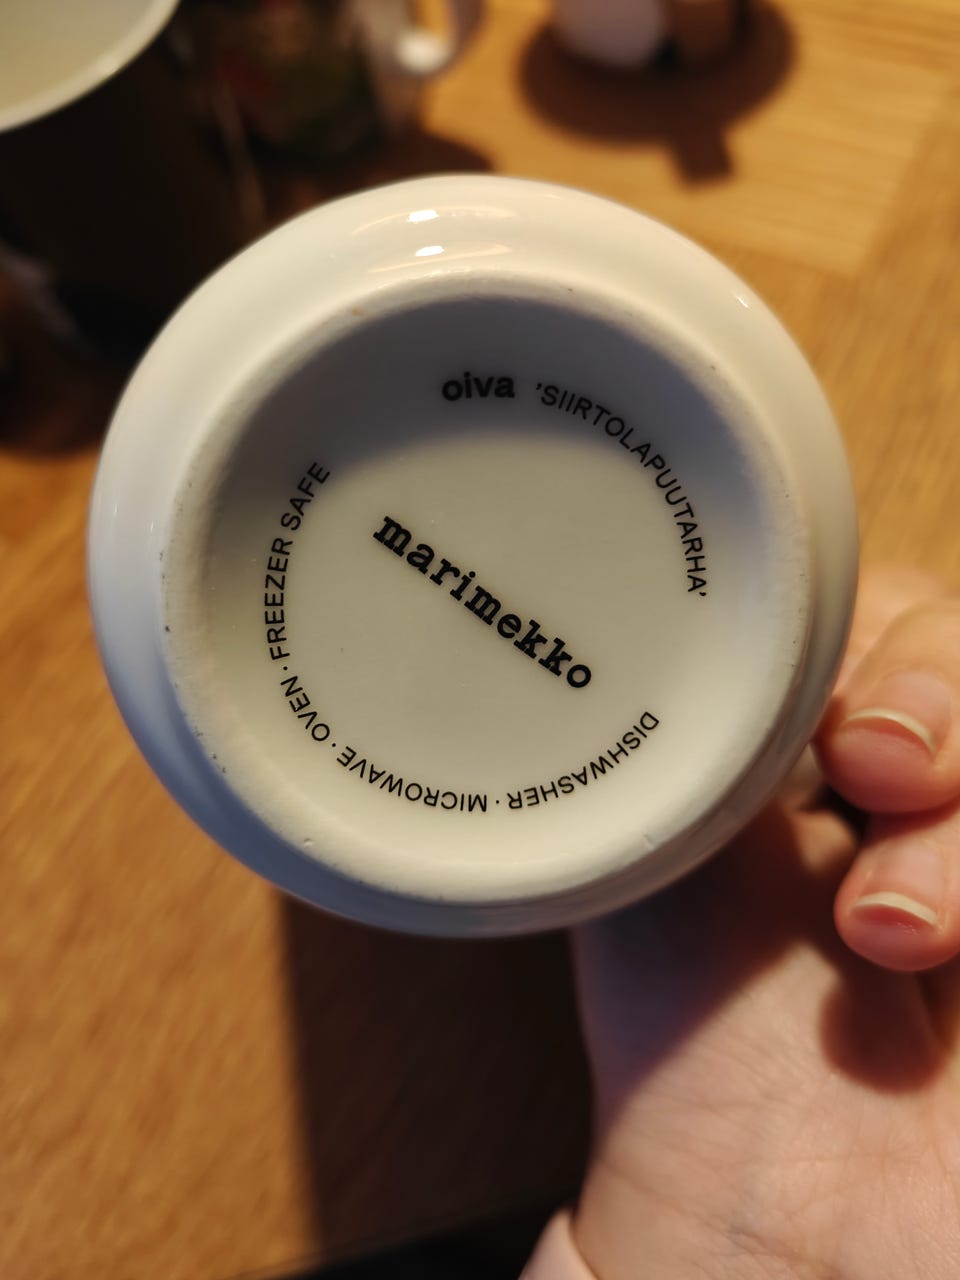 oiva 'SIIRTOLAPUUTARHA'
marimekko
DISHWASHER · MICROWAVE · OVEN · FREEZER SAFE